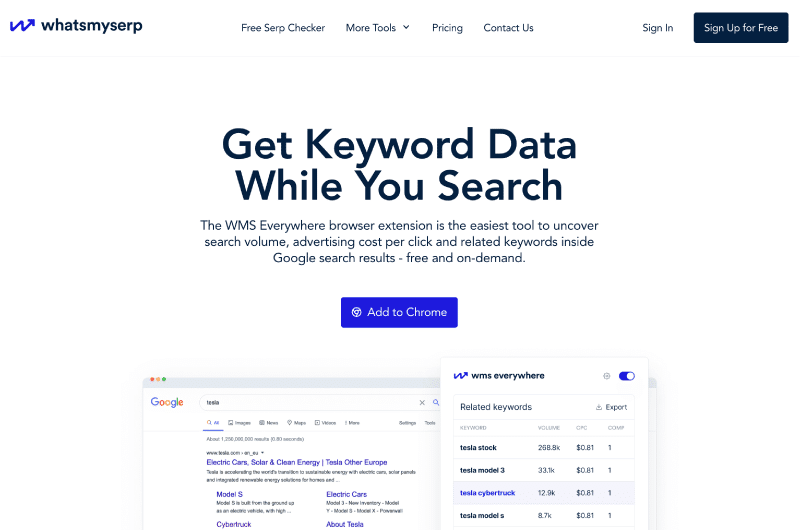 whatsmyserp
Free Serp Checker
More Tools
Pricing
Contact Us
Sign In
Sign Up for Free
Get Keyword Data
While You Search
The WMS Everywhere browser extension is the easiest tool to uncover
search volume, advertising cost per click and related keywords inside
Google search results - free and on-demand.
Add to Chrome
Google
tesla
All
Images
News
Maps
Videos
More
Settings
Tools
About 1,250,000,000 results (0.80 seconds)
www.tesla.com › en_eu
Electric Cars, Solar & Clean Energy | Tesla Other Europe
Tesla is accelerating the world's transition to sustainable energy with electric cars, solar panels
and integrated renewable energy solutions for homes and ...
Model S
Model S is built from the ground up
as an electric vehicle, with high ...
Electric Cars
Model 3 - New Inventory - Model
Y - Model S - Model X - Powerwall
Cybertruck
About Tesla
wms everywhere
Related keywords
Export
KEYWORD VOLUME CPC COMP
tesla stock 268.8k $0.81 1
tesla model 3 33.1k $0.81 1
tesla cybertruck 12.9k $0.81 1
tesla model s 8.7k $0.81 1